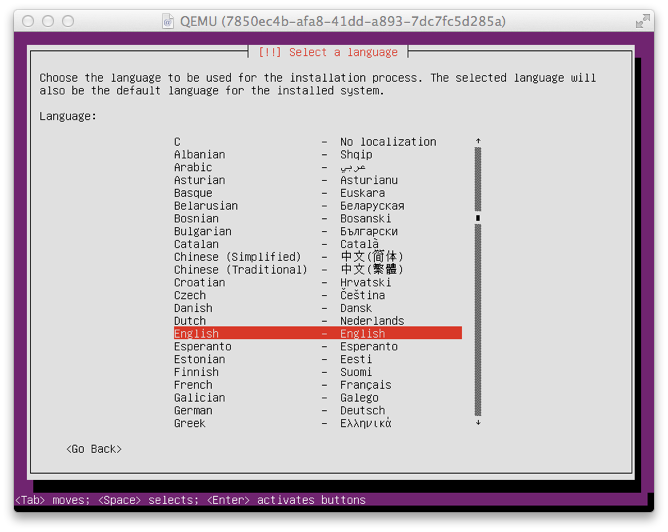 QEMU (7850ec4b-afa8-41dd-a893-7dc7fc5d285a)
[!!] Select a language
Choose the language to be used for the installation process. The selected language will
also be the default language for the installed system.
Language:
C - No localization
Albanian - Shqip
Arabic - عربي
Asturian - Asturianu
Basque - Euskara
Belarusian - Беларуская
Bosnian - Bosanski
Bulgarian - Български
Catalan - Català
Chinese (Simplified) - 中文(简体)
Chinese (Traditional) - 中文(繁體)
Croatian - Hrvatski
Czech - Čeština
Danish - Dansk
Dutch - Nederlands
English - English
Esperanto - Esperanto
Estonian - Eesti
Finnish - Suomi
French - Français
Galician - Galego
German - Deutsch
Greek - Ελληνικά
<Go Back>
<Tab> moves; <Space> selects; <Enter> activates buttons